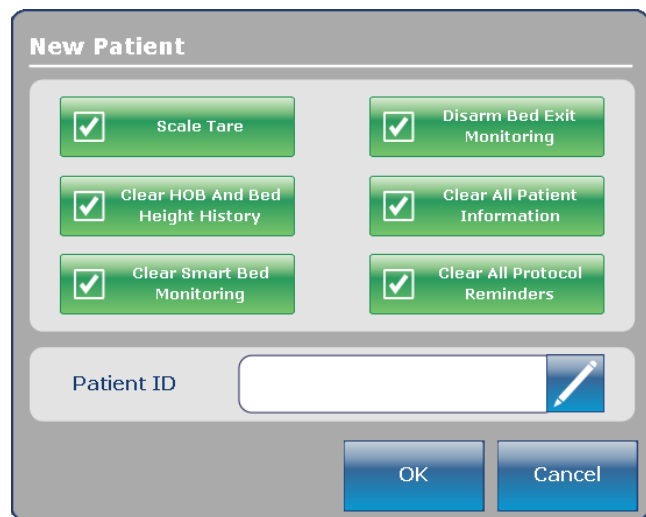 New Patient
Scale Tare
Disarm Bed Exit
Monitoring
Clear HOB And Bed
Height History
Clear All Patient
Information
Clear Smart Bed
Monitoring
Clear All Protocol
Reminders
Patient ID
OK
Cancel